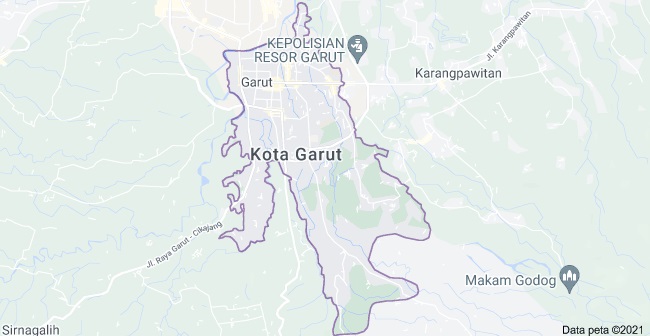 KEPOLISIAN
RESOR GARUT
Jl. Karangpawitan
Garut
Karangpawitan
Kota Garut
Jl. Raya Garut - Cikajang
Makam Godog
Sirnagalih
Data peta ©2021